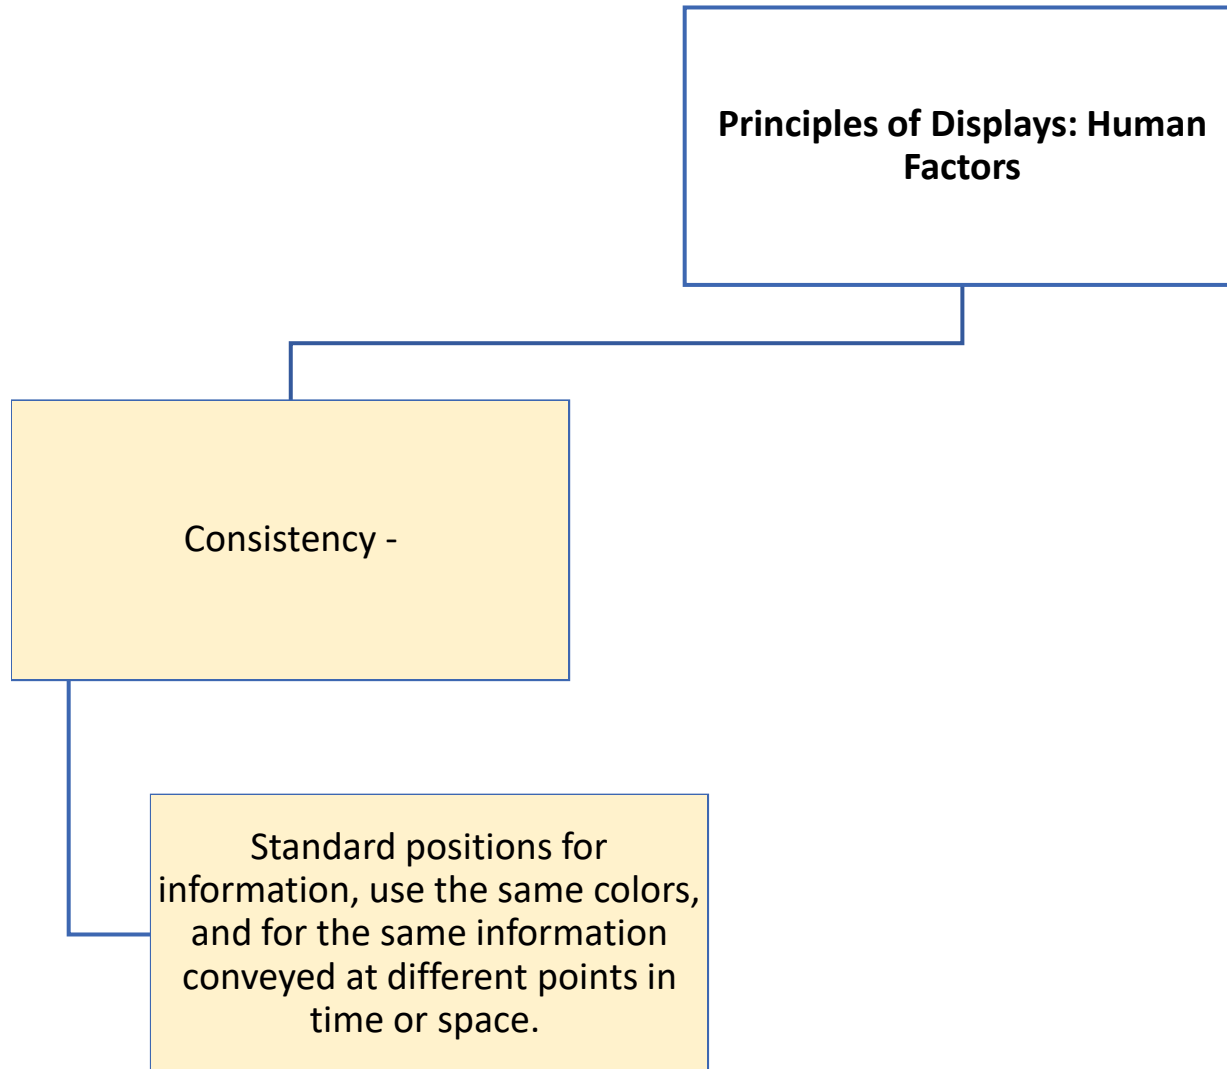 Principles of Displays: Human
Factors
Consistency -
Standard positions for
information, use the same colors,
and for the same information
conveyed at different points in
time or space.